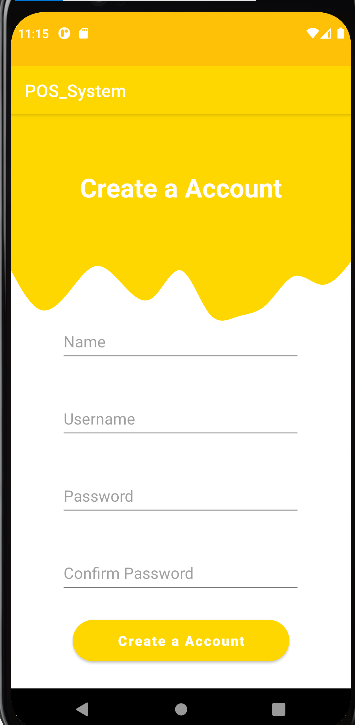 11:15
POS_System
Create a Account
Name
Username
Password
Confirm Password
Create a Account